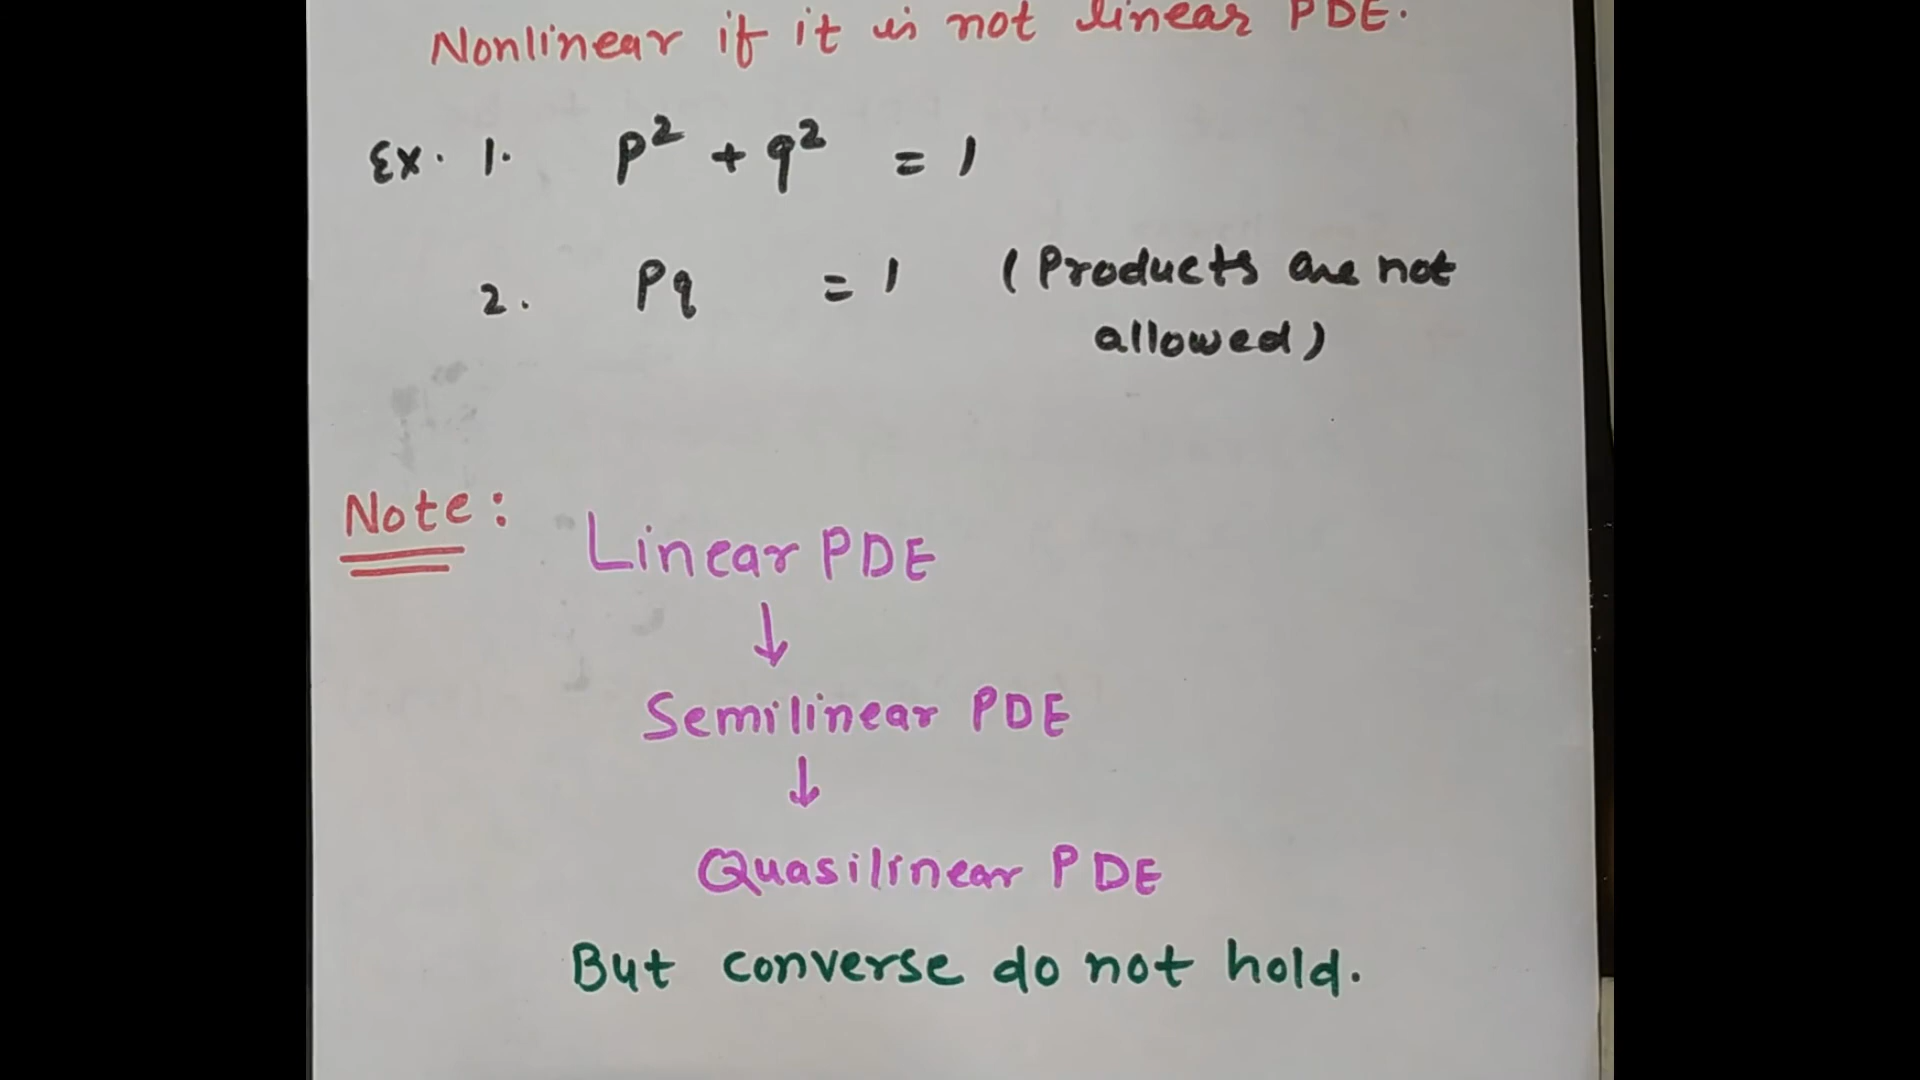 Nonlinear if it is not linear PDE.
Ex. 1. p² + q² = 1
2. Pq = 1 (Products are not
allowed)
Note: Linear PDE
↓
Semilinear PDE
↓
Quasilinear PDE
But converse do not hold.